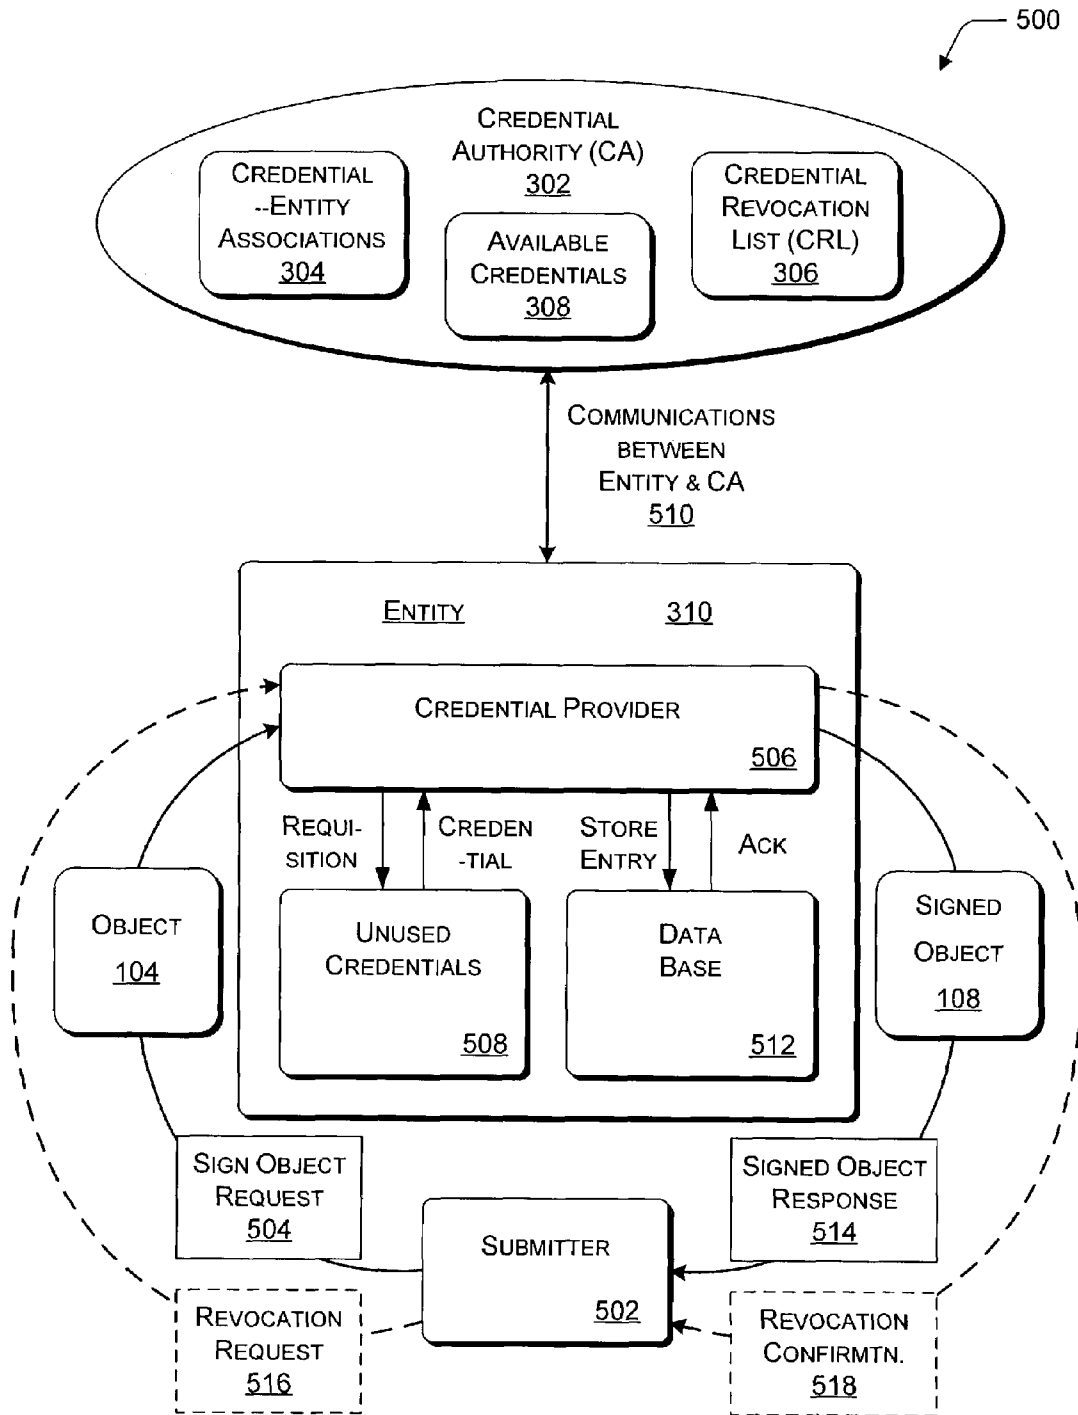 500
CREDENTIAL
AUTHORITY (CA)
302
CREDENTIAL
--ENTITY
ASSOCIATIONS
304
AVAILABLE
CREDENTIALS
308
CREDENTIAL
REVOCATION
LIST (CRL)
306
COMMUNICATIONS
BETWEEN
ENTITY & CA
510
ENTITY 310
CREDENTIAL PROVIDER
506
REQUI-
SITION
CREDEN
-TIAL
STORE
ENTRY
ACK
OBJECT
104
UNUSED
CREDENTIALS
508
DATA
BASE
512
SIGNED
OBJECT
108
SIGN OBJECT
REQUEST
504
SUBMITTER
502
SIGNED OBJECT
RESPONSE
514
REVOCATION
REQUEST
516
REVOCATION
CONFIRMTN.
518